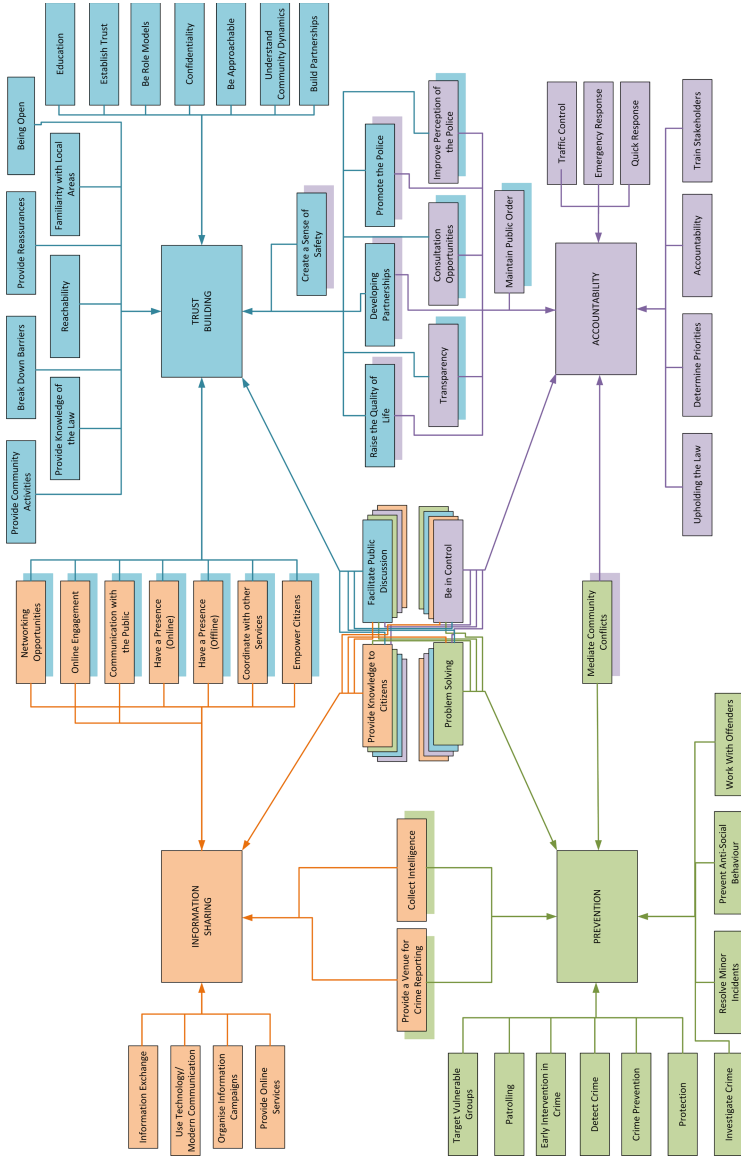 Information Exchange
Use Technology/
Modern Communication
Organise Information
Campaigns
Provide Online
Services
INFORMATION
SHARING
Networking
Opportunities
Online Engagement
Communication with
the Public
Have a Presence
(Online)
Have a Presence
(Offline)
Coordinate with other
Services
Empower Citizens
Provide Community
Activities
Break Down Barriers
Provide Reassurances
Being Open
Provide Knowledge of
the Law
Reachability
Familiarity with Local
Areas
TRUST
BUILDING
Education
Establish Trust
Be Role Models
Confidentiality
Be Approachable
Understand
Community Dynamics
Build Partnerships
Create a Sense of
Safety
Provide a Venue for
Crime Reporting
Collect Intelligence
Provide Knowledge to
Citizens
Facilitate Public
Discussion
Problem Solving
Be in Control
Raise the Quality of
Life
Developing
Partnerships
Promote the Police
Transparency
Consultation
Opportunities
Improve Perception of
the Police
Maintain Public Order
Target Vulnerable
Groups
Patrolling
Early Intervention in
Crime
Detect Crime
Crime Prevention
Protection
Investigate Crime
PREVENTION
Mediate Community
Conflicts
ACCOUNTABILITY
Traffic Control
Emergency Response
Quick Response
Resolve Minor
Incidents
Prevent Anti-Social
Behaviour
Work With Offenders
Upholding the Law
Determine Priorities
Accountability
Train Stakeholders